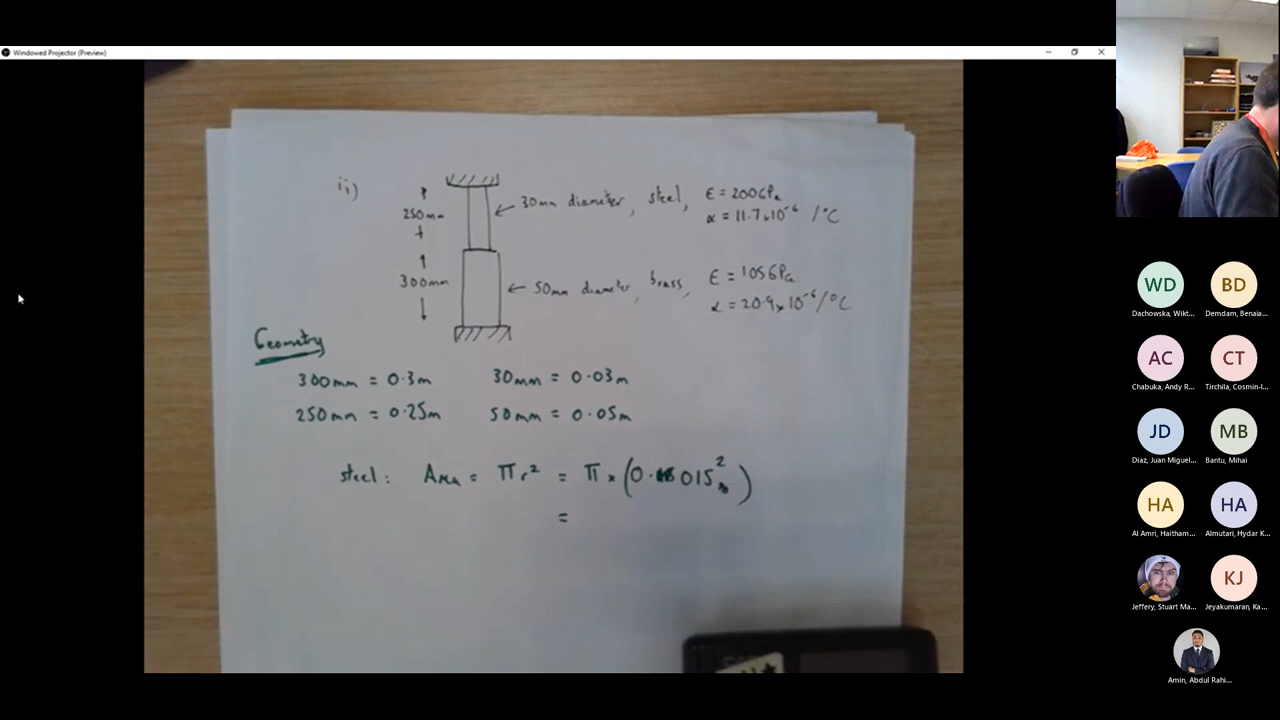 Windowed Projector (Preview)
ii)
250mm
30mm diameter, steel, E = 200GPa
α = 11.7x10⁻⁶ /°C
300mm
50mm diameter, brass, E = 105GPa
α = 20.9x10⁻⁶/°C
Geometry
300mm = 0.3m 30mm = 0.03m
250mm = 0.25m 50mm = 0.05m
steel: Area = πr² = π x (0.015²)
=
WD BD
Dachowska, Wikt... Demdam, Benaia...
AC CT
Chabuka, Andy R... Tirchila, Cosmin-I...
JD MB
Díaz, Juan Miguel... Bantu, Mihai
HA HA
Al Amri, Haitham... Almutari, Hydar K...
KJ
Jeffery, Stuart Ma... Jeyakumaran, Ka...
Amin, Abdul Rahi...